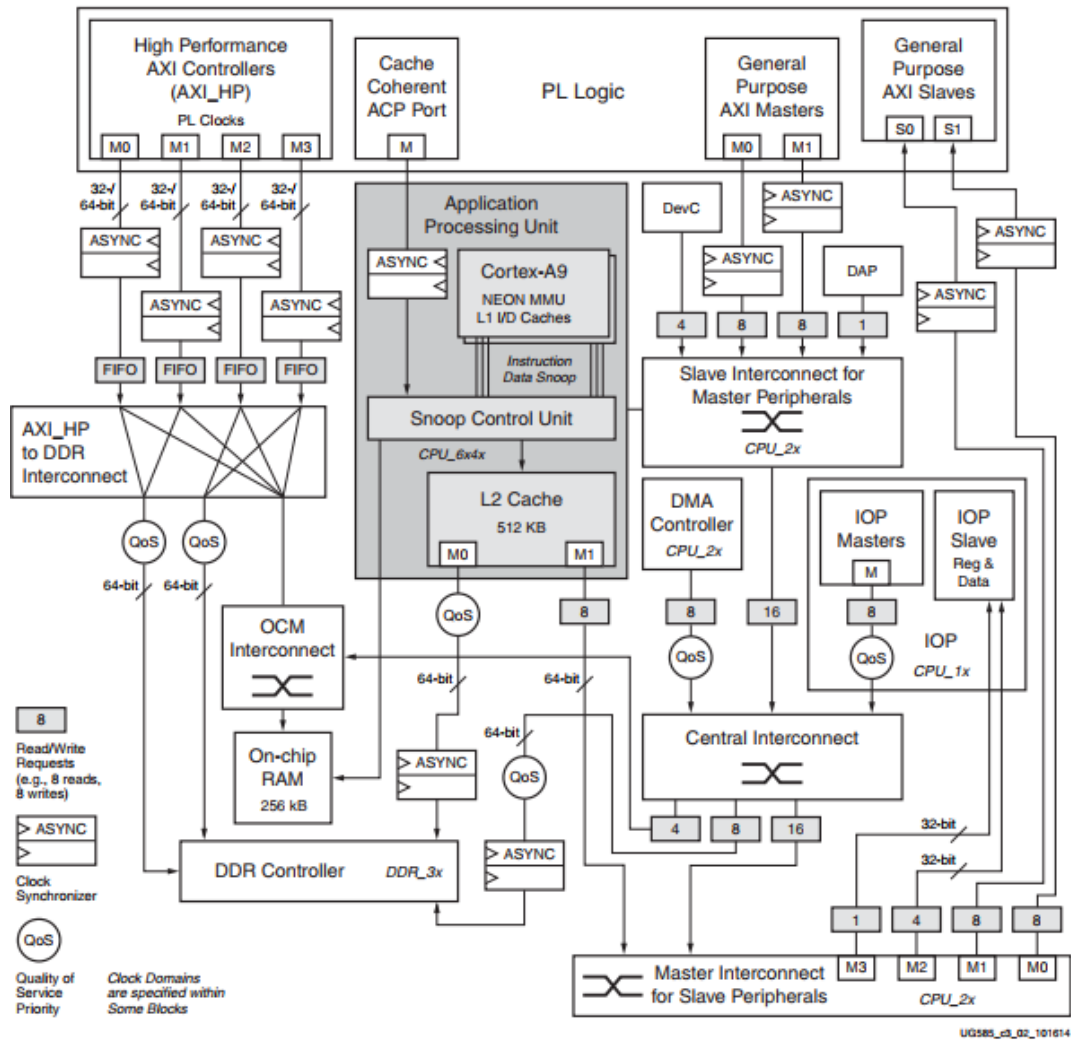 High Performance
AXI Controllers
(AXI_HP)
PL Clocks
M0 M1 M2 M3
Cache
Coherent
ACP Port
M
PL Logic
General
Purpose
AXI Masters
M0 M1
General
Purpose
AXI Slaves
S0 S1
32-/
64-bit
32-/
64-bit
32-/
64-bit
32-/
64-bit
ASYNC
ASYNC
ASYNC
ASYNC
FIFO FIFO FIFO FIFO
AXI_HP
to DDR
Interconnect
QoS QoS
64-bit 64-bit
Application
Processing Unit
ASYNC
Cortex-A9
NEON MMU
L1 I/D Caches
Instruction
Data Snoop
Snoop Control Unit
CPU_6x4x
L2 Cache
512 KB
M0 M1
QoS
8
64-bit
64-bit
DevC
ASYNC
ASYNC
DAP
ASYNC
ASYNC
4 8 8 1
Slave Interconnect for
Master Peripherals
CPU_2x
DMA
Controller
CPU_2x
8
QoS
16
IOP
Masters
M
8
QoS
IOP
Slave
Reg &
Data
IOP
CPU_1x
OCM
Interconnect
On-chip
RAM
256 kB
ASYNC
64-bit
QoS
ASYNC
Central Interconnect
4 8 16
DDR Controller
DDR_3x
32-bit
32-bit
1 4 8 8
M3 M2 M1 M0
Master Interconnect
for Slave Peripherals
CPU_2x
8
Read/Write
Requests
(e.g., 8 reads,
8 writes)
ASYNC
Clock
Synchronizer
QoS
Quality of
Service
Priority
Clock Domains
are specified within
Some Blocks
UG585_c3_02_101614